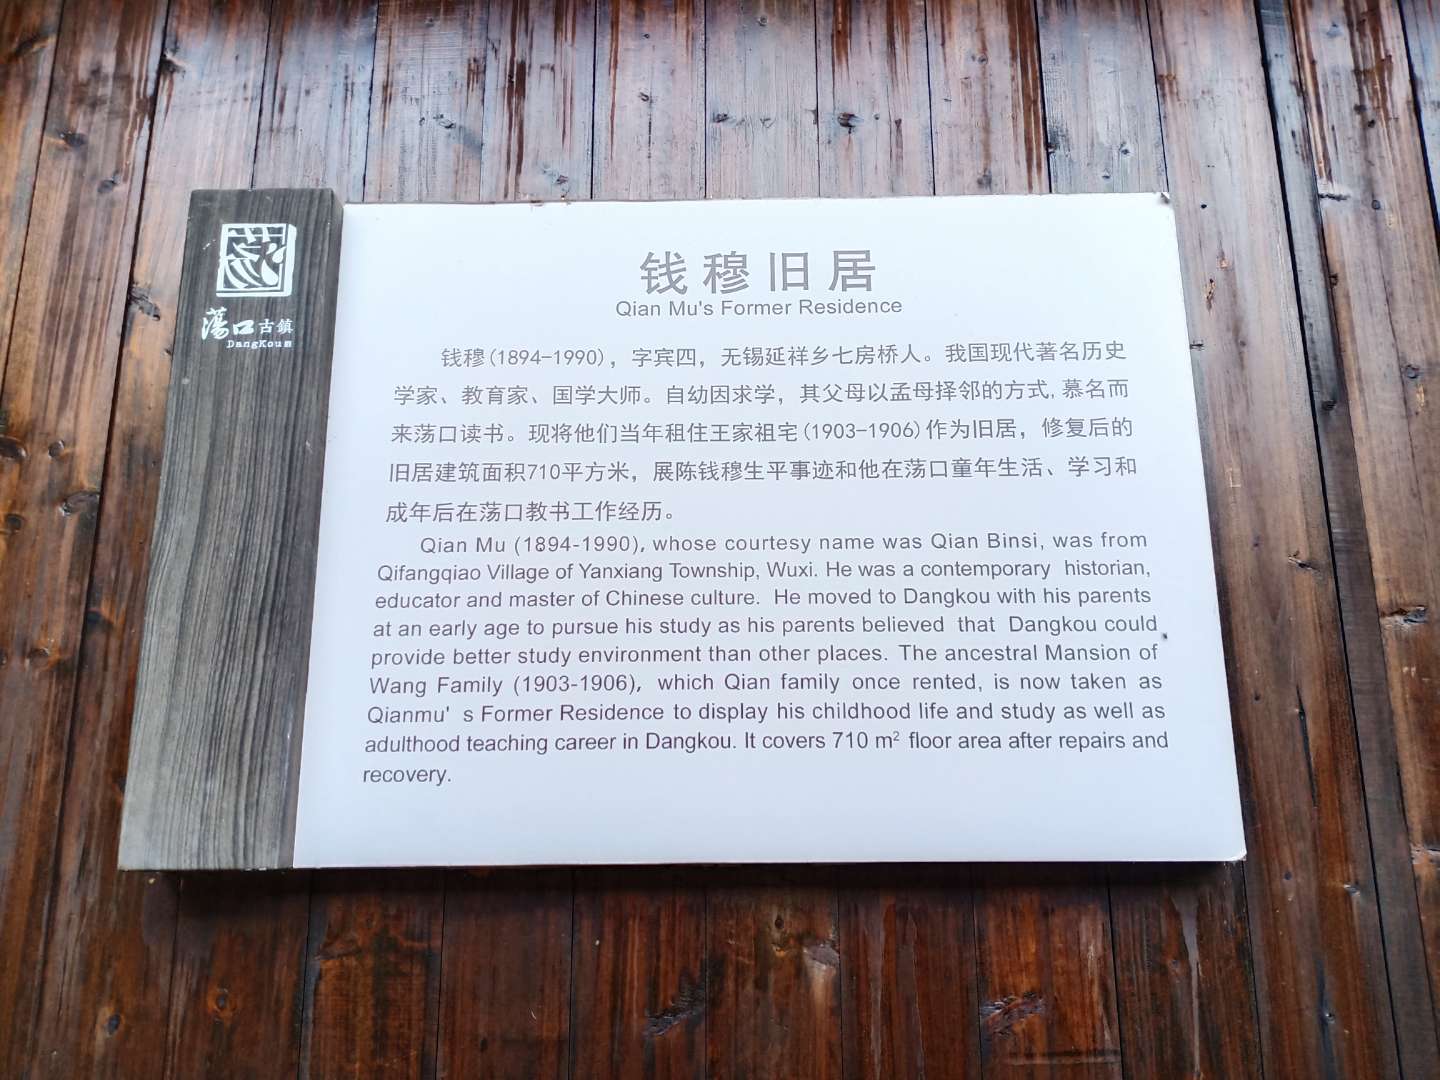 荡
蕩口古鎮
DangKou
钱穆旧居
Qian Mu's Former Residence
钱穆(1894-1990)，字宾四，无锡延祥乡七房桥人。我国现代著名历史
学家、教育家、国学大师。自幼因求学，其父母以孟母择邻的方式,慕名而
来荡口读书。现将他们当年租住王家祖宅(1903-1906)作为旧居，修复后的
旧居建筑面积710平方米，展陈钱穆生平事迹和他在荡口童年生活、学习和
成年后在荡口教书工作经历。
Qian Mu (1894-1990), whose courtesy name was Qian Binsi, was from
Qifangqiao Village of Yanxiang Township, Wuxi. He was a contemporary historian,
educator and master of Chinese culture. He moved to Dangkou with his parents
at an early age to pursue his study as his parents believed that Dangkou could
provide better study environment than other places. The ancestral Mansion of
Wang Family (1903-1906), which Qian family once rented, is now taken as
Qianmu' s Former Residence to display his childhood life and study as well as
adulthood teaching career in Dangkou. It covers 710 m² floor area after repairs and
recovery.